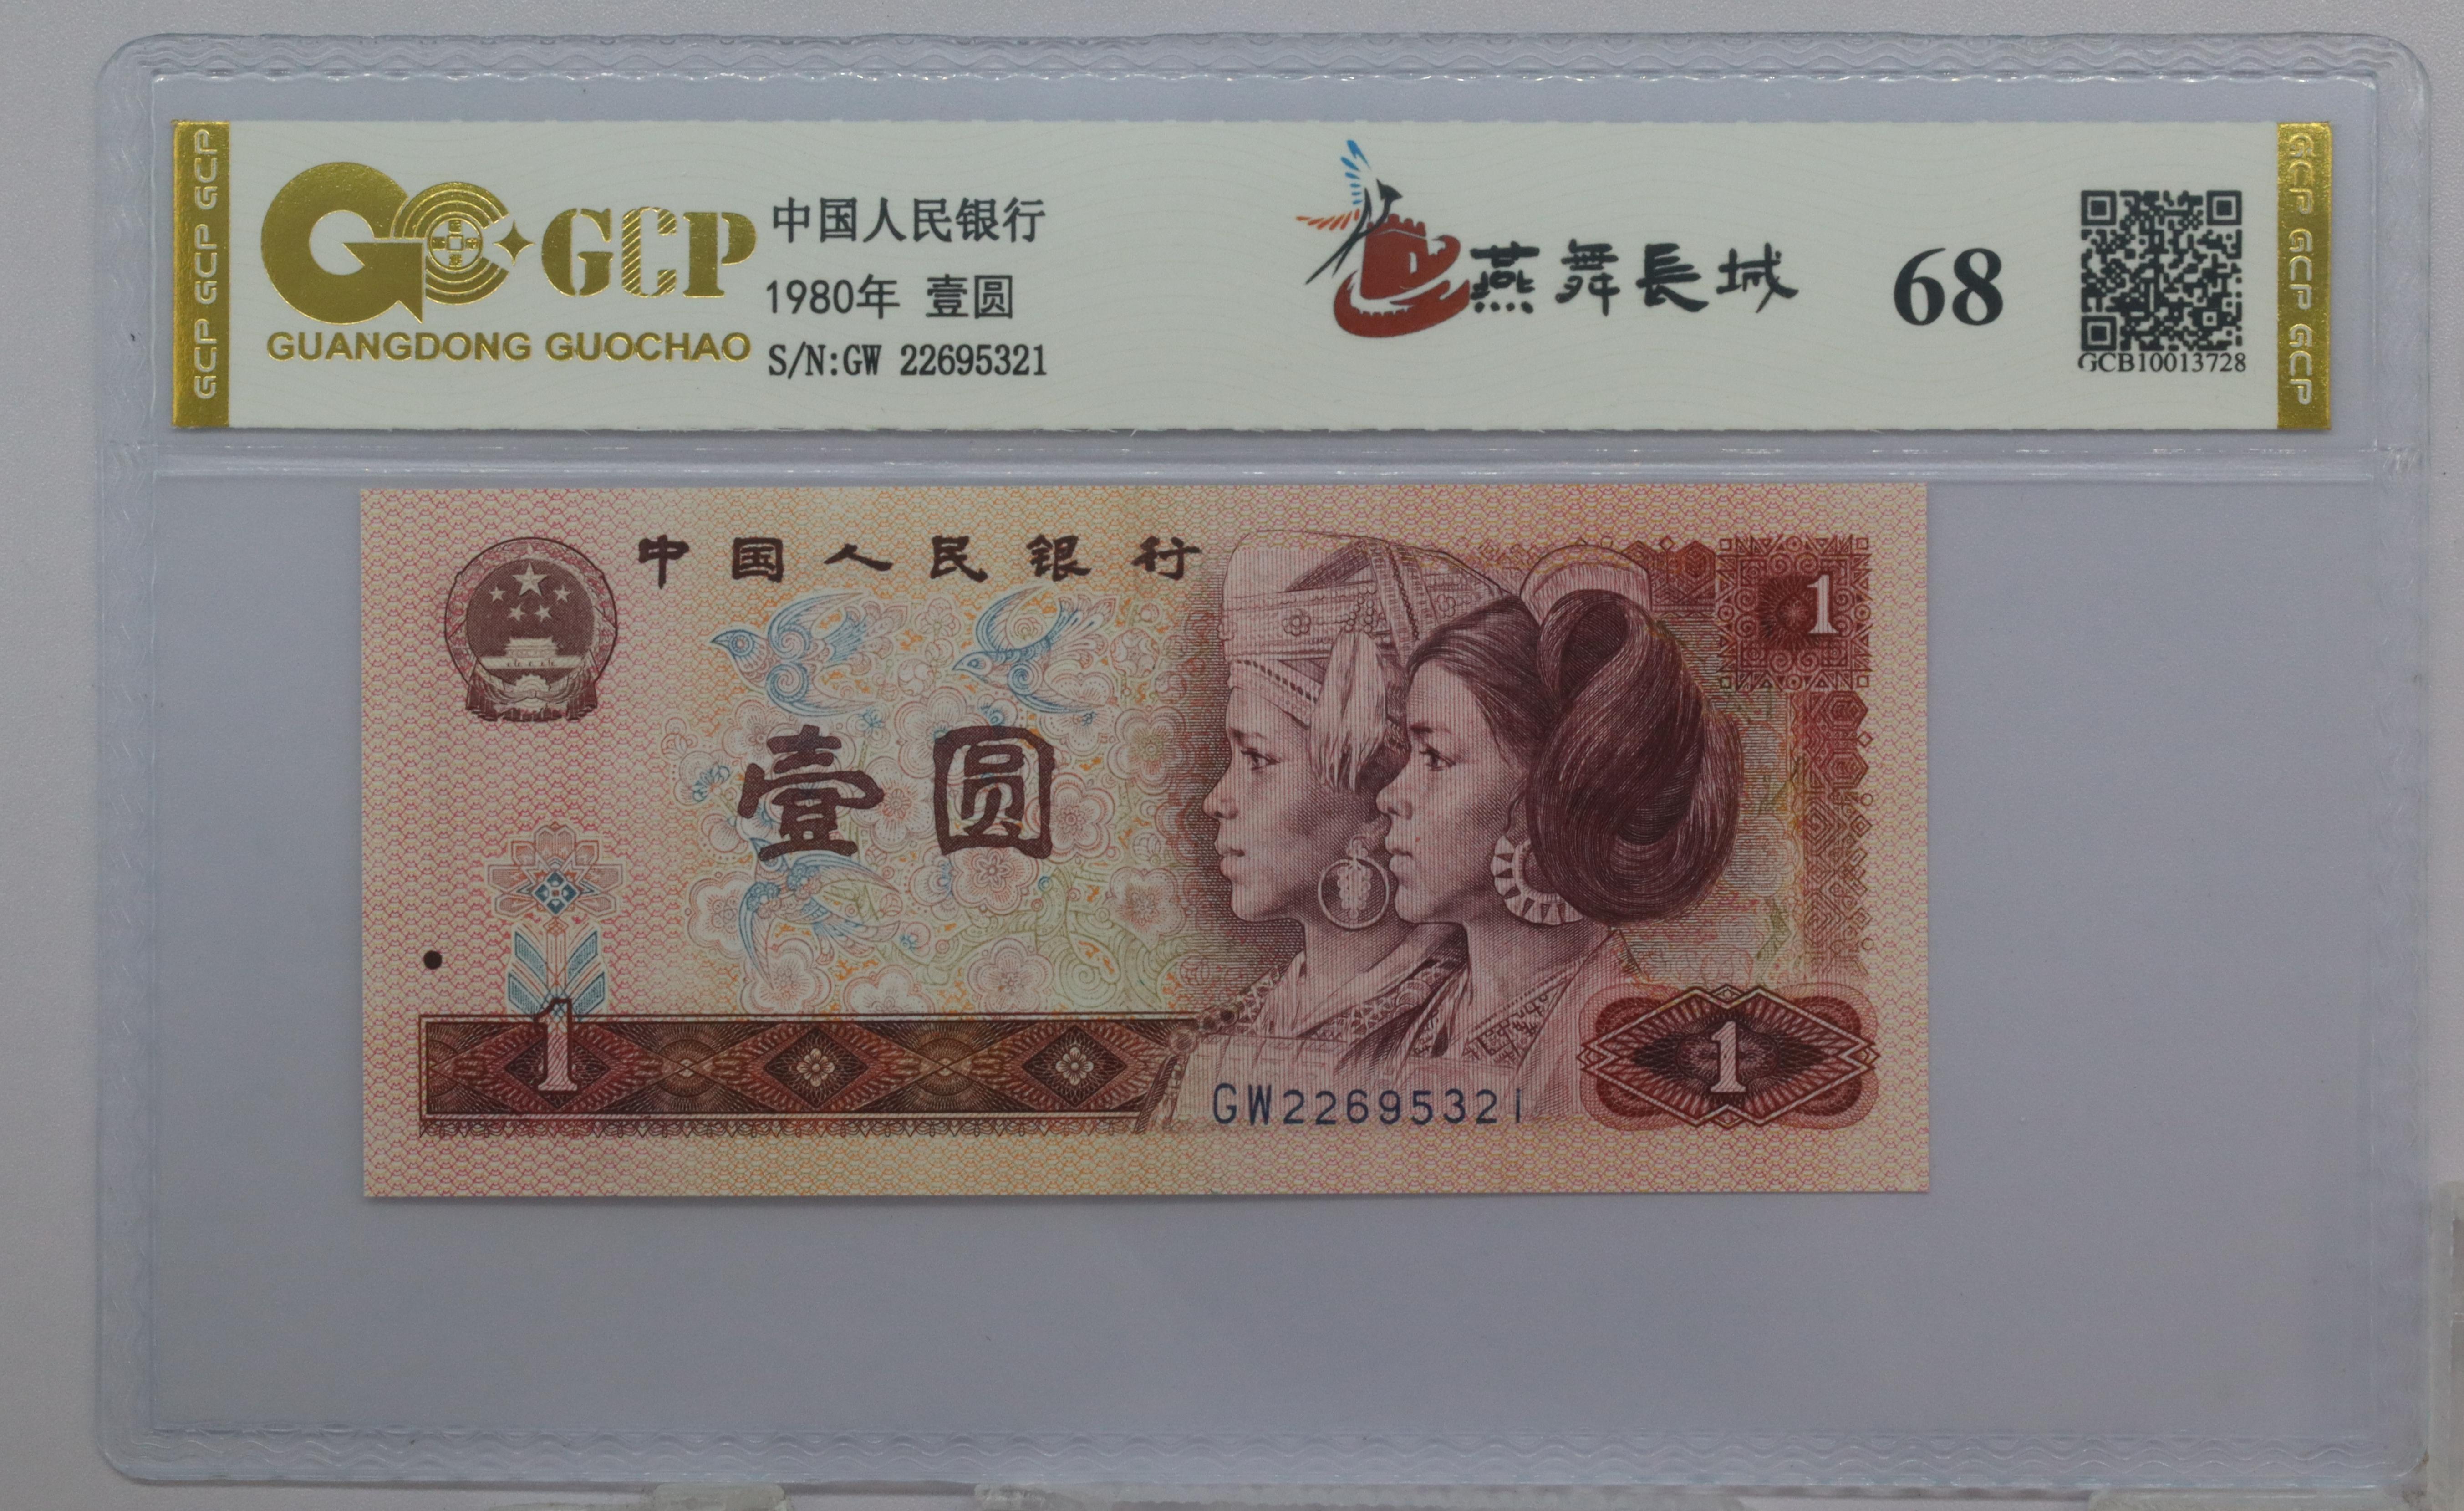 GCP GCP GCP
GCP
GUANGDONG GUOCHAO
中国人民银行
1980年 壹圆
S/N:GW 22695321
燕舞長城
68
GCB10013728
GCP GCP GCP
中国人民银行
1
壹圆
1
1
GW22695321